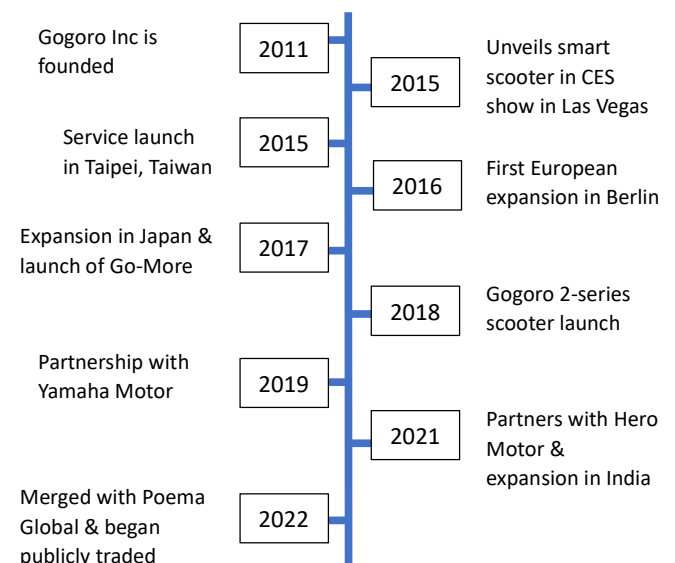 Gogoro Inc is
founded
2011
Unveils smart
scooter in CES
show in Las Vegas
2015
Service launch
in Taipei, Taiwan
2015
First European
expansion in Berlin
2016
Expansion in Japan &
launch of Go-More
2017
Gogoro 2-series
scooter launch
2018
Partnership with
Yamaha Motor
2019
Partners with Hero
Motor &
expansion in India
2021
Merged with Poema
Global & began
publicly traded
2022